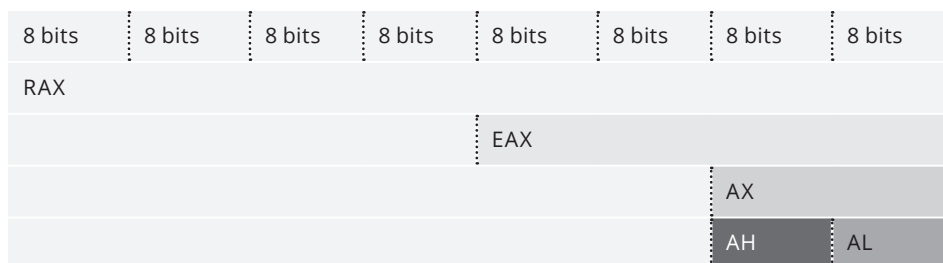 8 bits 8 bits 8 bits 8 bits 8 bits 8 bits 8 bits 8 bits
RAX
EAX
AX
AH AL